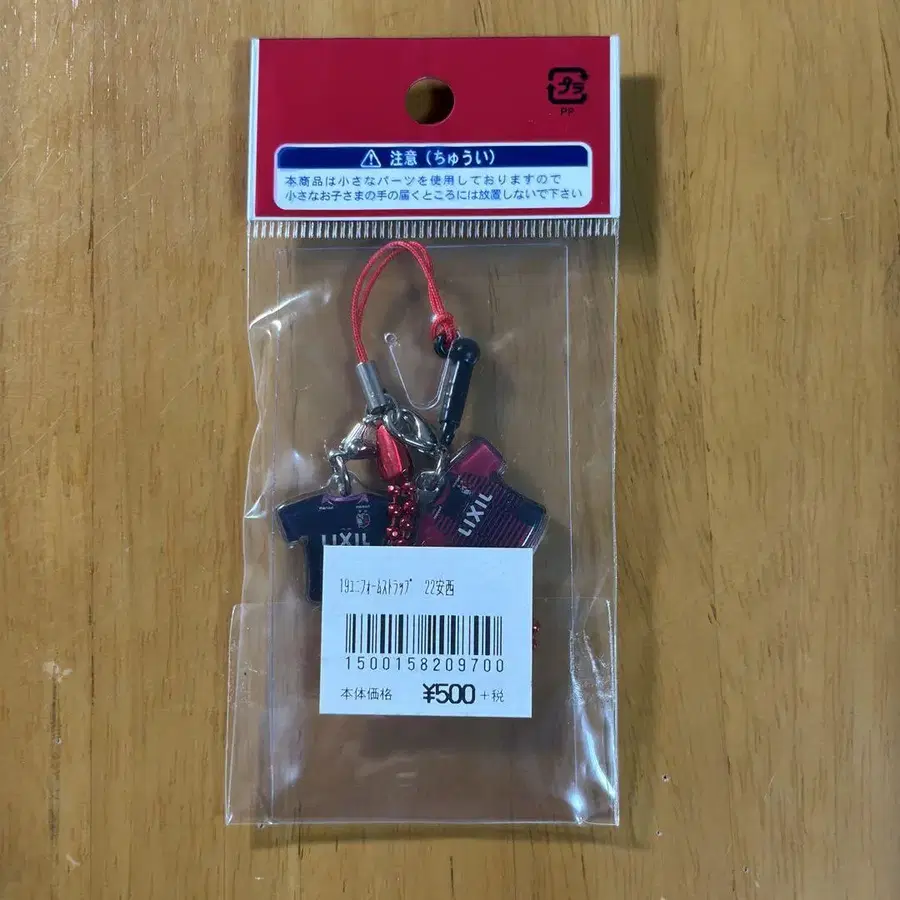 プラ
PP
注意（ちゅうい）
本商品は小さなパーツを使用しておりますので
小さなお子さまの手の届くところには放置しないで下さい
LIXIL
LIXIL
19ﾕﾆﾌｫｰﾑｽﾄﾗｯﾌﾟ 22安西
1500158209700
本体価格 ¥500 +税